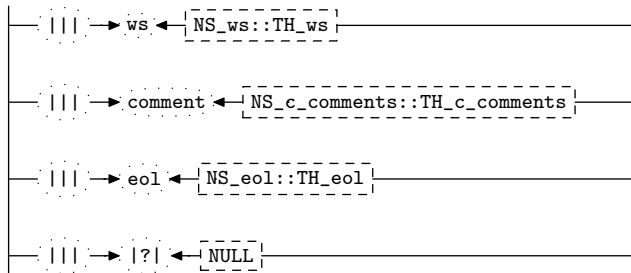 ||| ws NS_ws::TH_ws
||| comment NS_c_comments::TH_c_comments
||| eol NS_eol::TH_eol
||| |?| NULL